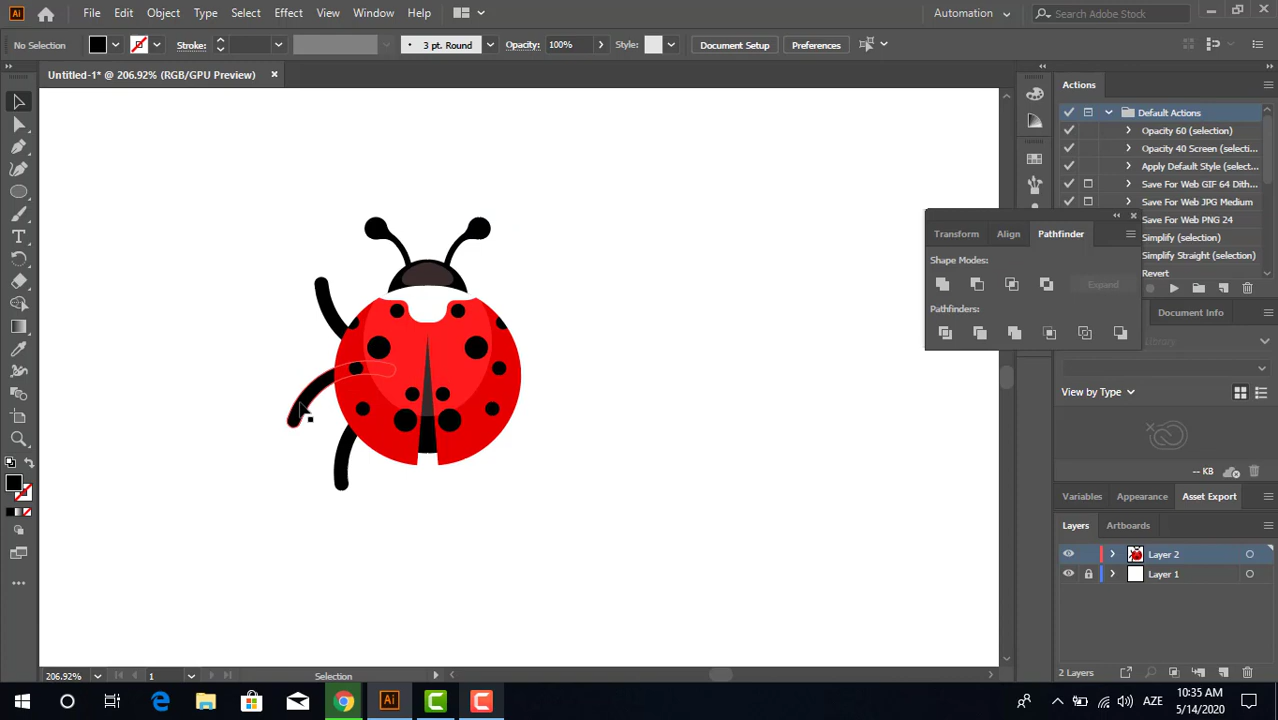 Ai File Edit Object Type Select Effect View Window Help Automation Search Adobe Stock
No Selection Stroke: 3 pt. Round Opacity: 100% Style: Document Setup Preferences
Untitled-1* @ 206.92% (RGB/GPU Preview)
Actions
Default Actions
Opacity 60 (selection)
Opacity 40 Screen (selecti...
Apply Default Style (select...
Save For Web GIF 64 Dith...
Save For Web JPG Medium
Save For Web PNG 24
Simplify (selection)
Simplify Straight (selection)
Revert
Transform Align Pathfinder
Shape Modes:
Expand
Pathfinders:
Document Info
Library
View by Type
-- KB
Variables Appearance Asset Export
Layers Artboards
Layer 2
Layer 1
2 Layers
206.92% 1 Selection
Ai
AZE
10:35 AM
5/14/2020